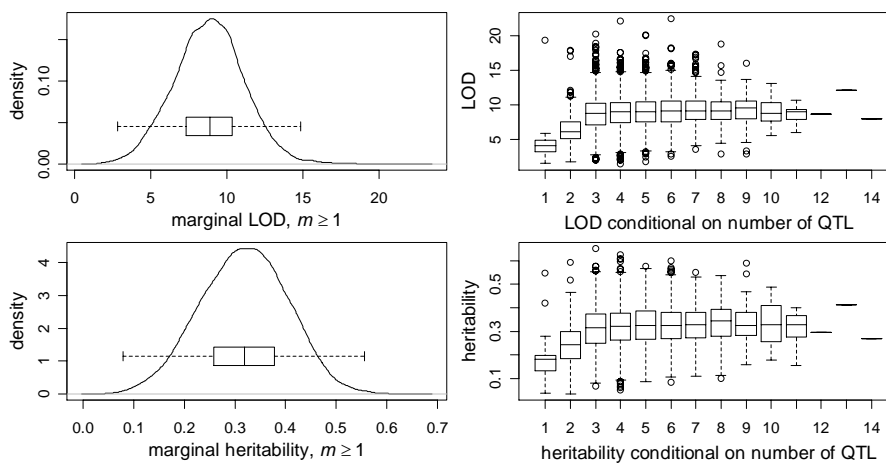 density
0.00
0.10
0 5 10 15 20
marginal LOD, m ≥ 1
LOD
5
10
15
20
1 2 3 4 5 6 7 8 9 10 12 14
LOD conditional on number of QTL
density
0
1
2
3
4
0.0 0.1 0.2 0.3 0.4 0.5 0.6 0.7
marginal heritability, m ≥ 1
heritability
0.1
0.3
0.5
1 2 3 4 5 6 7 8 9 10 12 14
heritability conditional on number of QTL